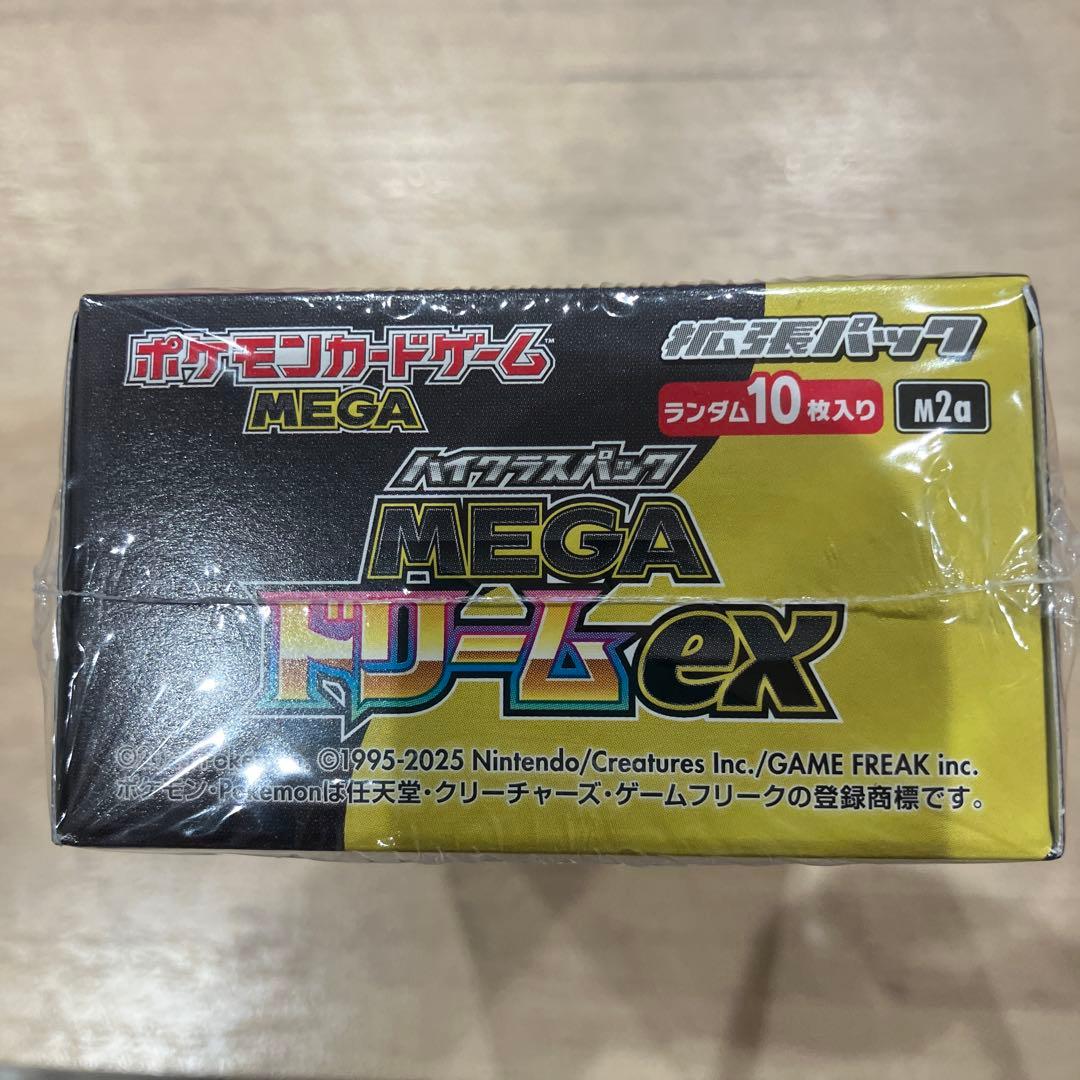 ポケモンカードゲーム™
MEGA
拡張パック
ランダム10枚入り
M2a
ハイクラスパック
MEGA
ドリームex
©1995-2025 Nintendo/Creatures Inc./GAME FREAK inc.
ポケモン・Pokémonは任天堂・クリーチャーズ・ゲームフリークの登録商標です。